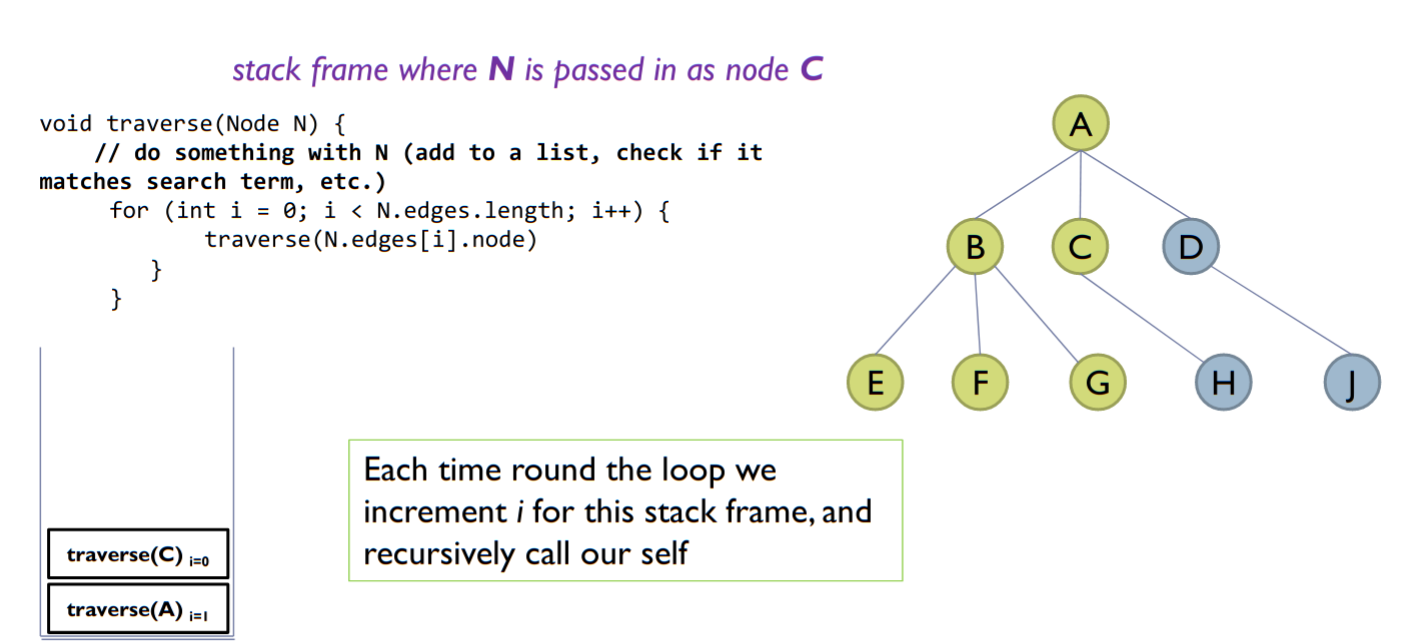 stack frame where N is passed in as node C
void traverse(Node N) {
// do something with N (add to a list, check if it
matches search term, etc.)
for (int i = 0; i < N.edges.length; i++) {
traverse(N.edges[i].node)
}
}
A
B C D
E F G H J
Each time round the loop we
increment i for this stack frame, and
recursively call our self
traverse(C) i=0
traverse(A) i=1